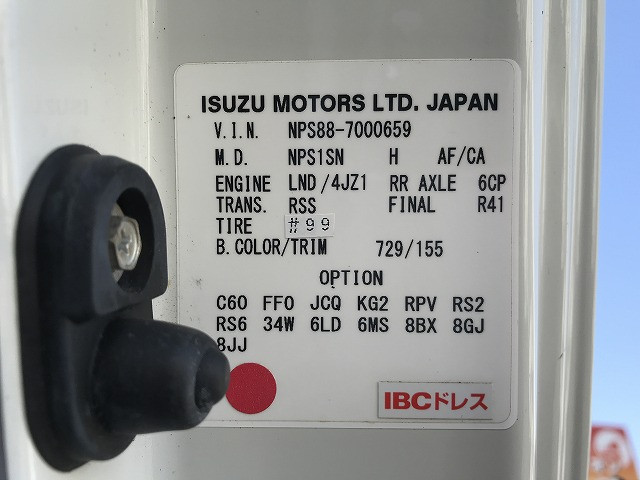 ISUZU MOTORS LTD. JAPAN
V.I.N. NPS88-7000659
M.D. NPS1SN H AF/CA
ENGINE LND/4JZ1 RR AXLE 6CP
TRANS. RSS FINAL R41
TIRE #99
B.COLOR/TRIM 729/155
OPTION
C60 FF0 JCQ KG2 RPV RS2
RS6 34W 6LD 6MS 8BX 8GJ
8JJ
IBCドレス